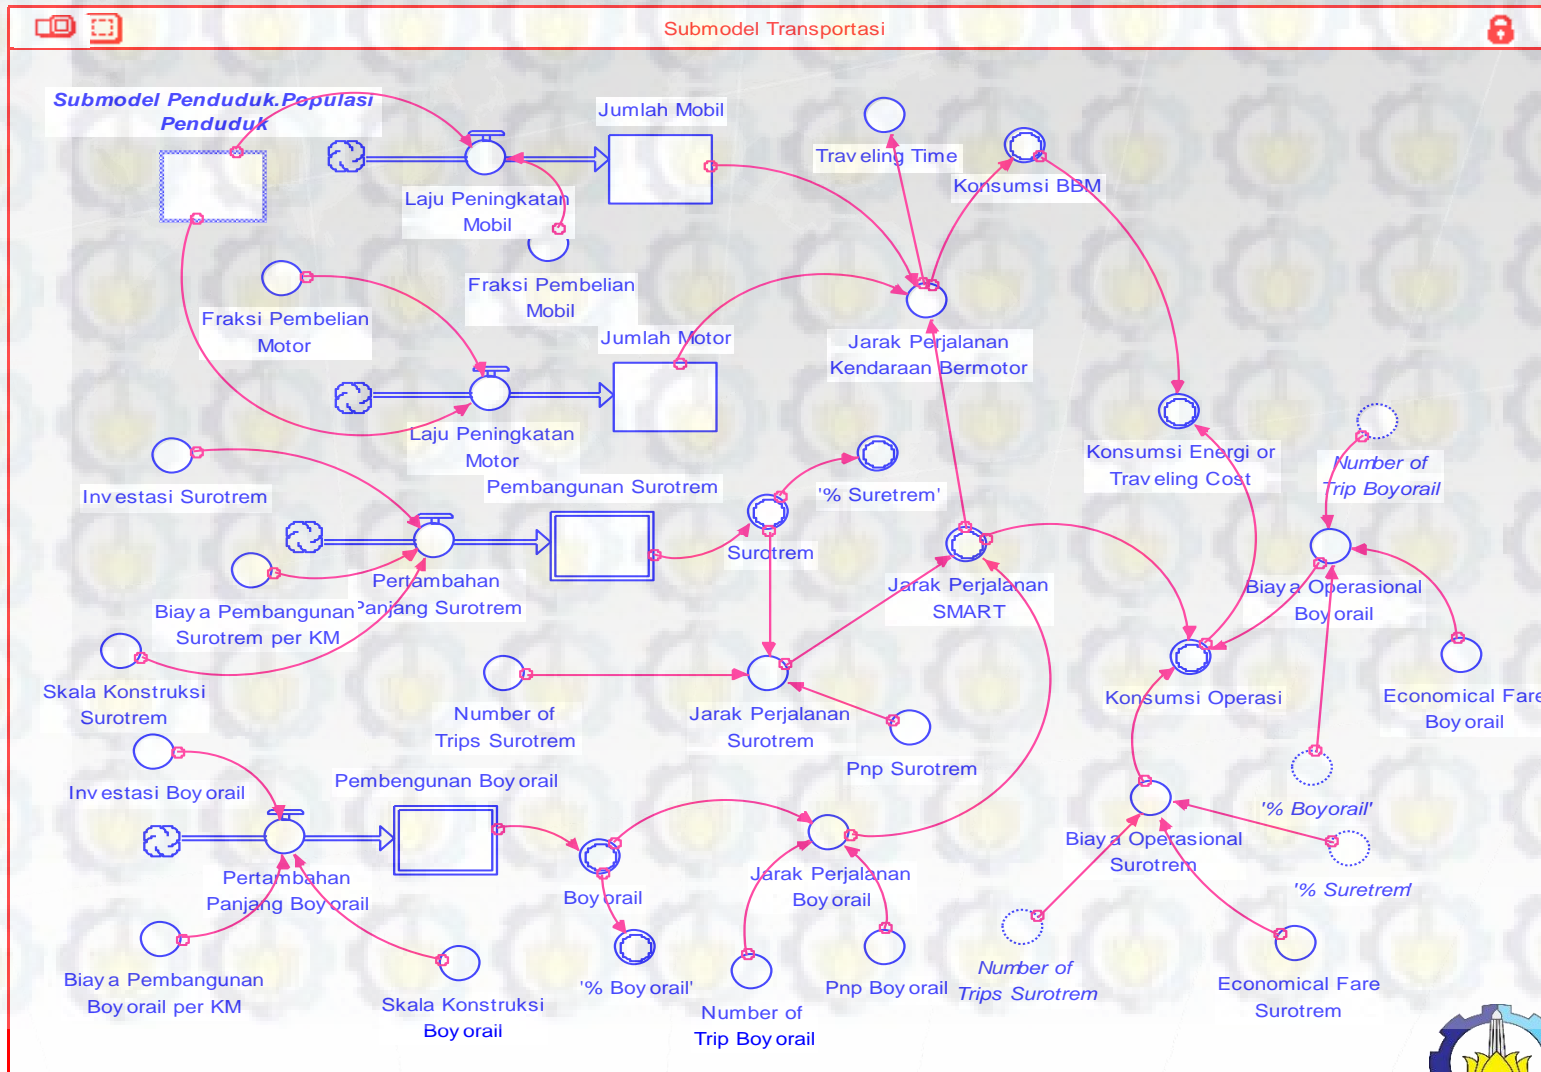 Submodel Transportasi
Submodel Penduduk.Populasi
Penduduk
Jumlah Mobil
Traveling Time
Konsumsi BBM
Laju Peningkatan
Mobil
Fraksi Pembelian
Mobil
Fraksi Pembelian
Motor
Jumlah Motor
Jarak Perjalanan
Kendaraan Bermotor
Laju Peningkatan
Motor
Konsumsi Energi or
Traveling Cost
Number of
Trip Boyorail
Investasi Surotrem
Pembangunan Surotrem
'% Suretrem'
Surotrem
Pertambahan
Panjang Surotrem
Biaya Pembangunan
Surotrem per KM
Jarak Perjalanan
SMART
Biaya Operasional
Boyorail
Skala Konstruksi
Surotrem
Number of
Trips Surotrem
Jarak Perjalanan
Surotrem
Pnp Surotrem
Konsumsi Operasi
Economical Fare
Boyorail
Investasi Boyorail
Pembengunan Boyorail
'% Boyorail'
Biaya Operasional
Surotrem
'% Suretrem'
Pertambahan
Panjang Boyorail
Boyorail
Jarak Perjalanan
Boyorail
Biaya Pembangunan
Boyorail per KM
Skala Konstruksi
Boyorail
'% Boyorail'
Number of
Trip Boyorail
Pnp Boyorail
Number of
Trips Surotrem
Economical Fare
Surotrem